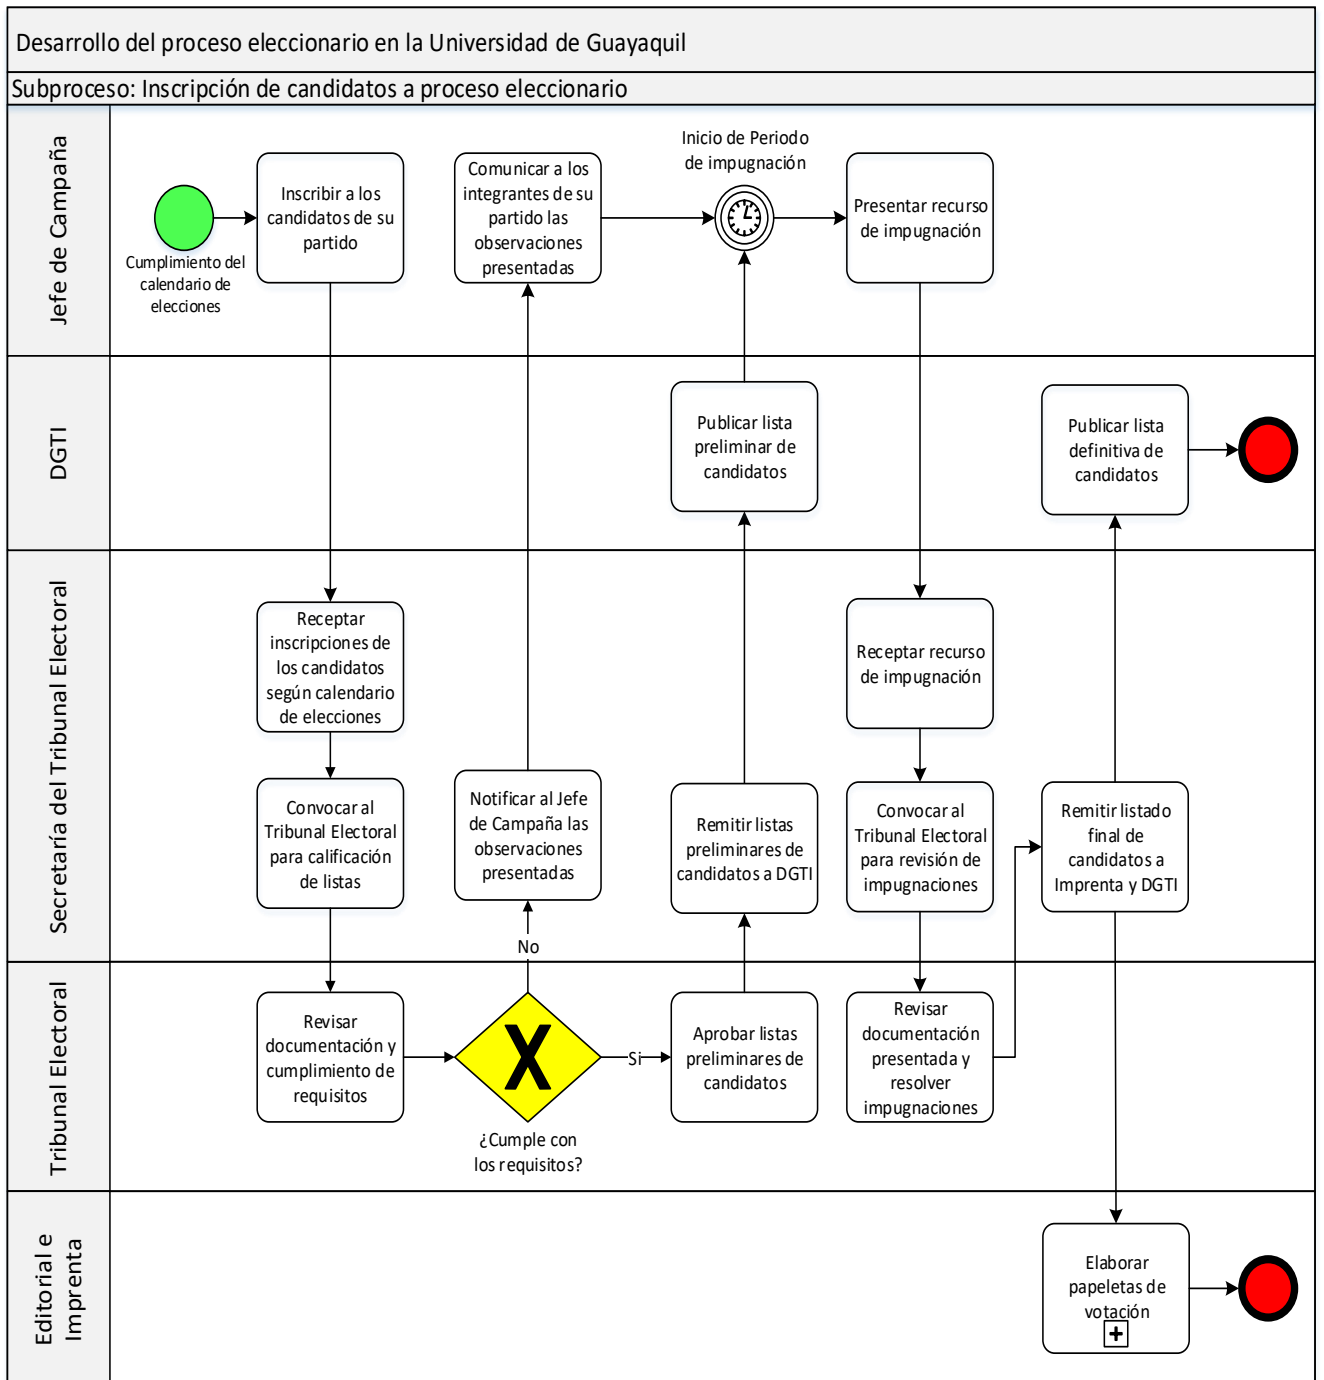 Desarrollo del proceso eleccionario en la Universidad de Guayaquil
Subproceso: Inscripción de candidatos a proceso eleccionario
Jefe de Campaña
Cumplimiento del
calendario de
elecciones
Inscribir a los
candidatos de su
partido
Comunicar a los
integrantes de su
partido las
observaciones
presentadas
Inicio de Periodo
de impugnación
Presentar recurso
de impugnación
DGTI
Publicar lista
preliminar de
candidatos
Publicar lista
definitiva de
candidatos
Secretaría del Tribunal Electoral
Receptar
inscripciones de
los candidatos
según calendario
de elecciones
Convocar al
Tribunal Electoral
para calificación
de listas
Notificar al Jefe
de Campaña las
observaciones
presentadas
No
Remitir listas
preliminares de
candidatos a DGTI
Receptar recurso
de impugnación
Convocar al
Tribunal Electoral
para revisión de
impugnaciones
Remitir listado
final de
candidatos a
Imprenta y DGTI
Tribunal Electoral
Revisar
documentación y
cumplimiento de
requisitos
X
¿Cumple con
los requisitos?
Si
Aprobar listas
preliminares de
candidatos
Revisar
documentación
presentada y
resolver
impugnaciones
Editorial e
Imprenta
Elaborar
papeletas de
votación
+